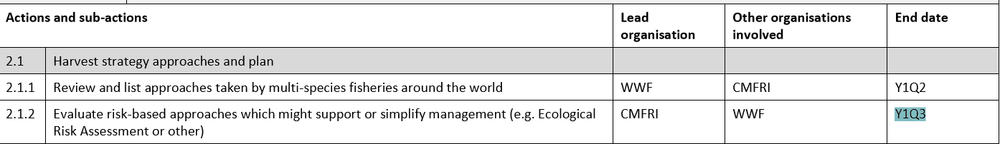 Actions and sub-actions
Lead organisation
Other organisations involved
End date
2.1 Harvest strategy approaches and plan
2.1.1 Review and list approaches taken by multi-species fisheries around the world WWF CMFRI Y1Q2
2.1.2 Evaluate risk-based approaches which might support or simplify management (e.g. Ecological CMFRI WWF Y1Q3
Risk Assessment or other)